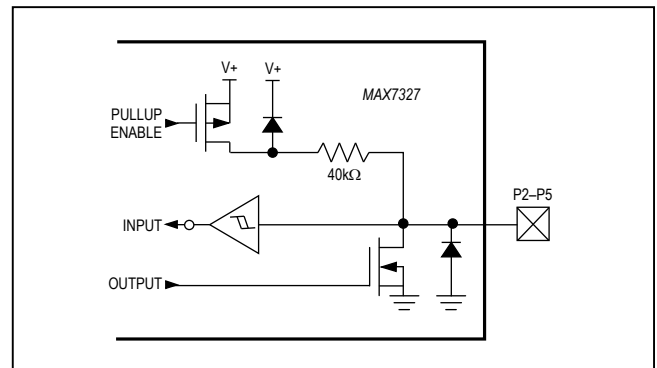 V+ V+
MAX7327
PULLUP
ENABLE
40kΩ
P2–P5
INPUT
OUTPUT